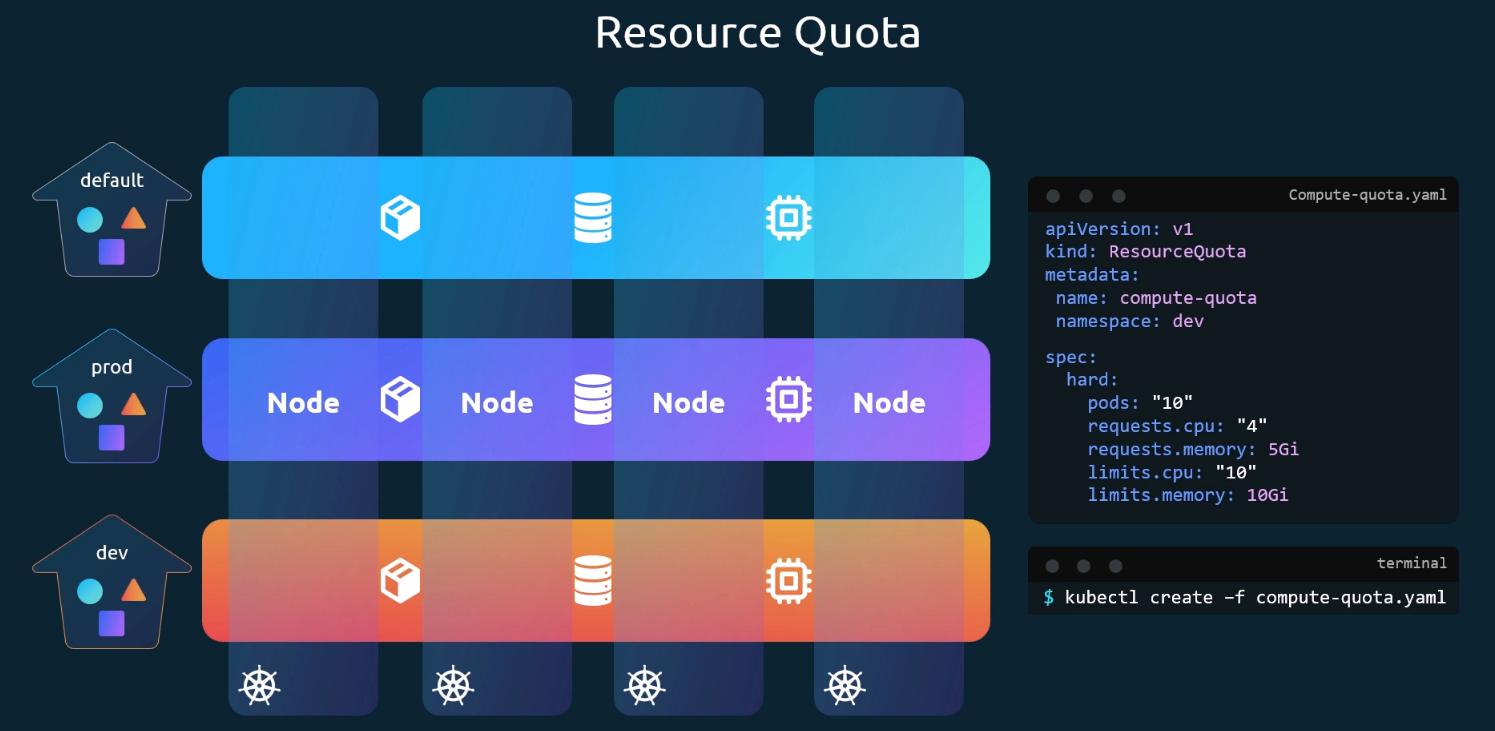 Resource Quota
default
prod
Node Node Node Node
dev
Compute-quota.yaml
apiVersion: v1
kind: ResourceQuota
metadata:
 name: compute-quota
 namespace: dev
spec:
  hard:
    pods: "10"
    requests.cpu: "4"
    requests.memory: 5Gi
    limits.cpu: "10"
    limits.memory: 10Gi
terminal
$ kubectl create –f compute-quota.yaml